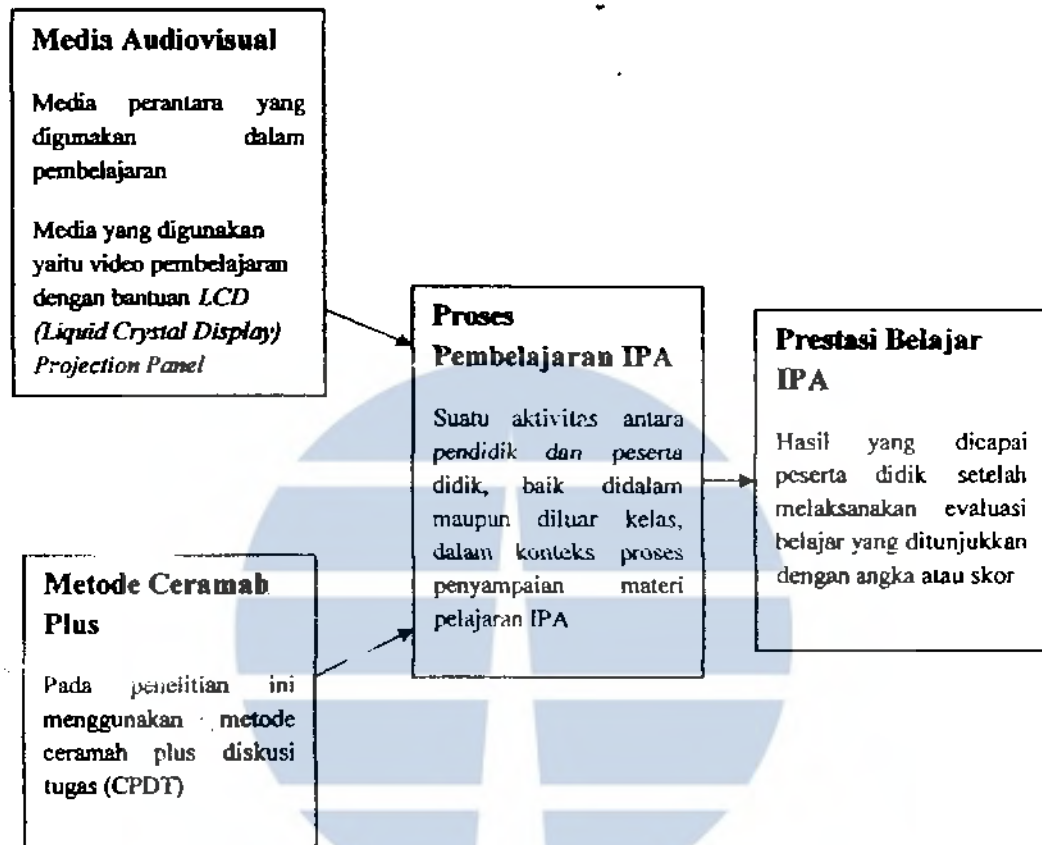 Media Audiovisual
Media perantara yang
digunakan dalam
pembelajaran
Media yang digunakan
yaitu video pembelajaran
dengan bantuan LCD
(Liquid Crystal Display)
Projection Panel
Metode Ceramah
Plus
Pada penelitian ini
menggunakan metode
ceramah plus diskusi
tugas (CPDT)
Proses
Pembelajaran IPA
Suatu aktivitas antara
pendidik dan peserta
didik, baik didalam
maupun diluar kelas,
dalam konteks proses
penyampaian materi
pelajaran IPA
Prestasi Belajar
IPA
Hasil yang dicapai
peserta didik setelah
melaksanakan evaluasi
belajar yang ditunjukkan
dengan angka atau skor